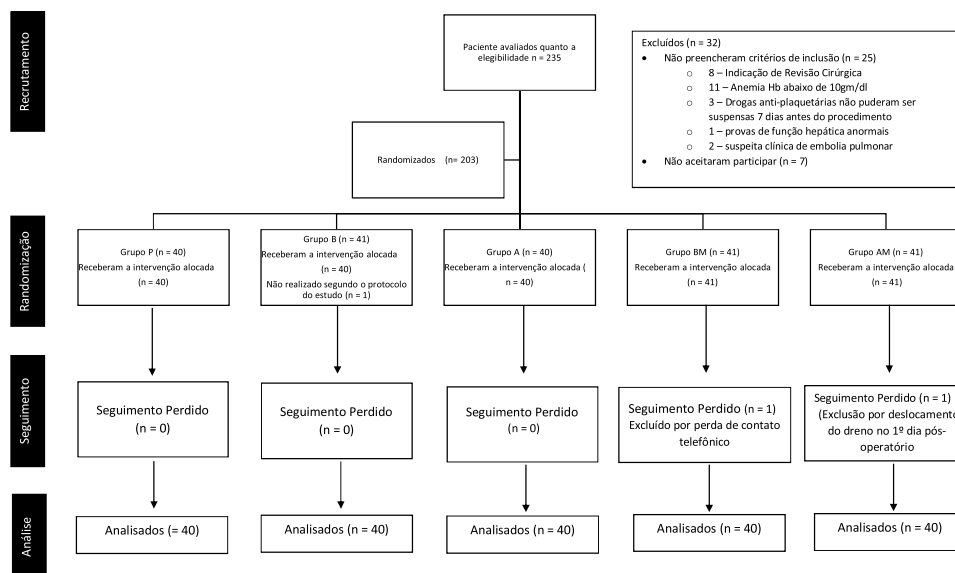 Recrutamento
Paciente avaliados quanto a
elegibilidade n = 235
Excluídos (n = 32)
• Não preencheram critérios de inclusão (n = 25)
o 8 – Indicação de Revisão Cirúrgica
o 11 – Anemia Hb abaixo de 10gm/dl
o 3 – Drogas anti-plaquetárias não puderam ser
suspensas 7 dias antes do procedimento
o 1 – provas de função hepática anormais
o 2 – suspeita clínica de embolia pulmonar
• Não aceitaram participar (n = 7)
Randomizados (n= 203)
Randomização
Grupo P (n = 40)
Receberam a intervenção alocada
(n = 40)
Grupo B (n = 41)
Receberam a intervenção alocada
(n = 40)
Não realizado segundo o protocolo
do estudo (n = 1)
Grupo A (n = 40)
Receberam a intervenção alocada (
n = 40)
Grupo BM (n = 41)
Receberam a intervenção alocada
(n = 41)
Grupo AM (n = 41)
Receberam a intervenção alocada
(n = 41)
Seguimento
Seguimento Perdido
(n = 0)
Seguimento Perdido
(n = 0)
Seguimento Perdido
(n = 0)
Seguimento Perdido (n = 1)
Excluído por perda de contato
telefônico
Seguimento Perdido (n = 1)
(Exclusão por deslocamento
do dreno no 1º dia pós-
operatório
Análise
Analisados (= 40)
Analisados (n = 40)
Analisados (n = 40)
Analisados (n = 40)
Analisados (n = 40)